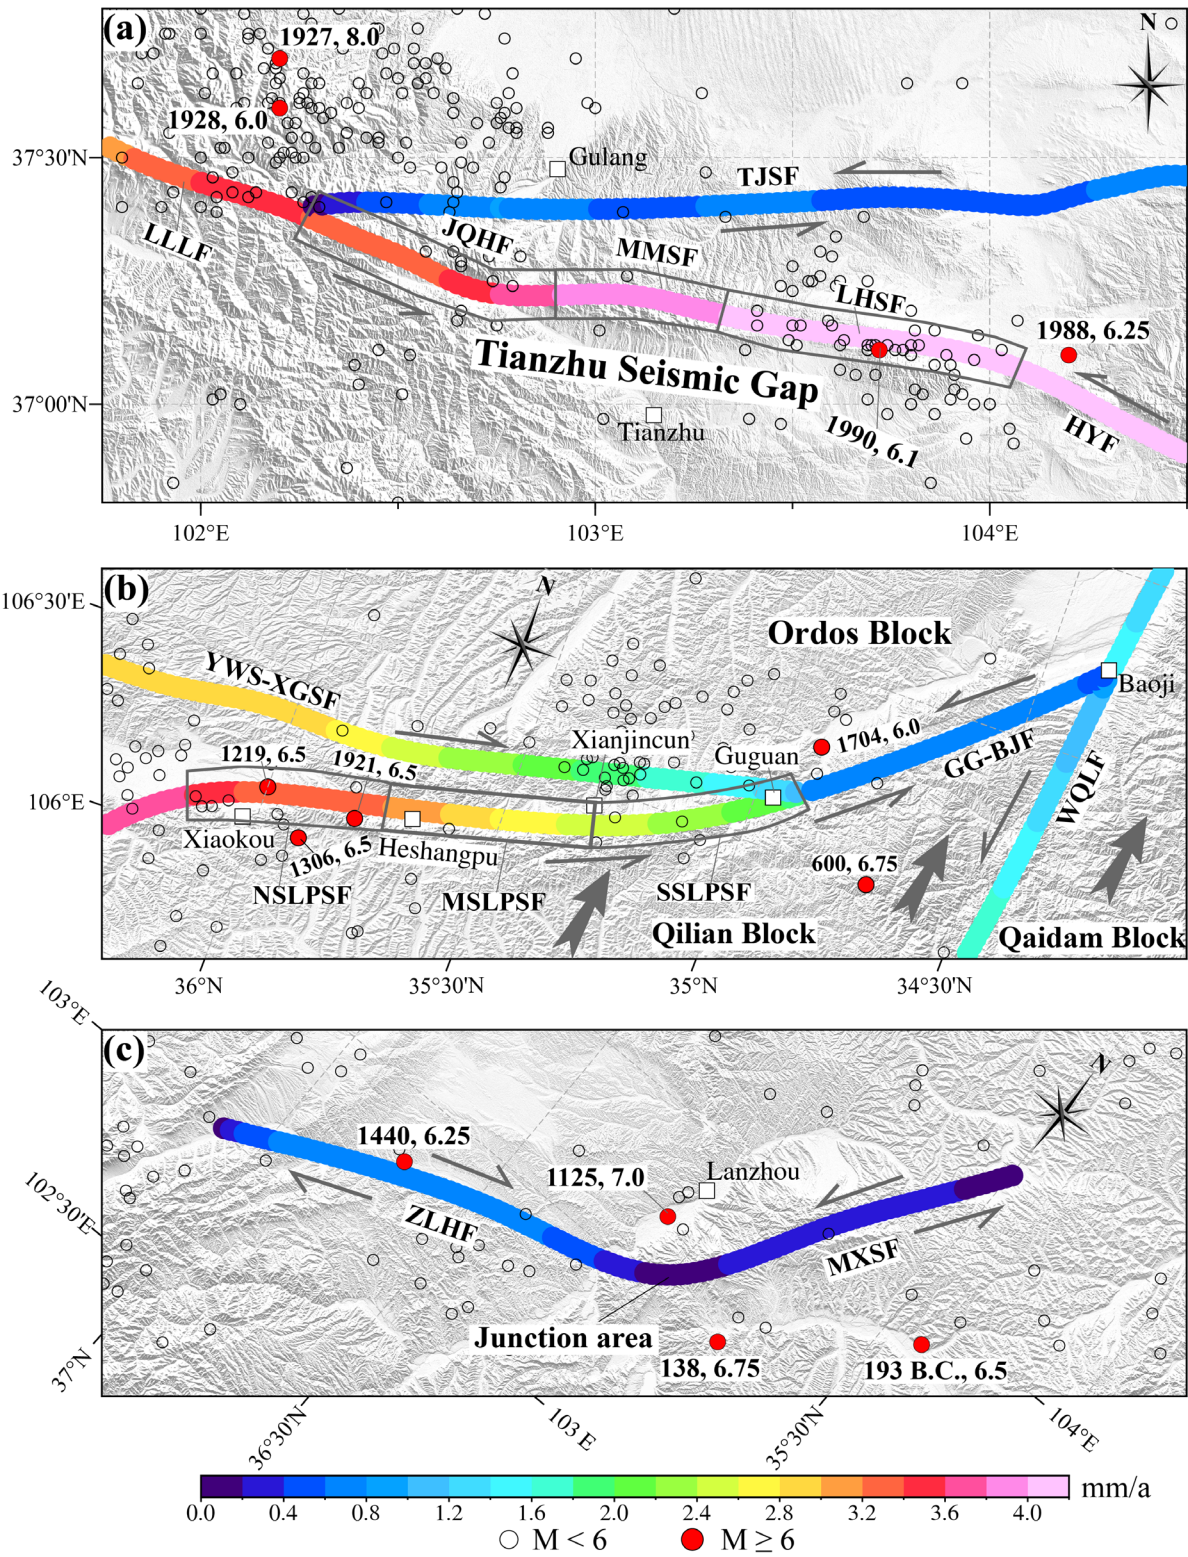 (a)
1927, 8.0
N
1928, 6.0
37°30'N
Gulang
TJSF
JQHF
MMSF
LLLF
LHSF
1988, 6.25
Tianzhu Seismic Gap
37°00'N
Tianzhu
1990, 6.1
HYF
102°E
103°E
104°E
(b)
106°30'E
N
Ordos Block
YWS-XGSF
Baoji
1704, 6.0
Xianjincun
1219, 6.5
1921, 6.5
Guguan
GG-BJF
WQLF
106°E
Xiaokou
Heshangpu
1306, 6.5
600, 6.75
NSLPSF
MSLPSF
SSLPSF
Qilian Block
Qaidam Block
36°N
35°30'N
35°N
34°30'N
103°E
(c)
N
1440, 6.25
1125, 7.0
Lanzhou
102°30'E
ZLHF
MXSF
Junction area
37°N
138, 6.75
193 B.C., 6.5
36°30'N
103 E
35°30'N
104°E
mm/a
0.0 0.4 0.8 1.2 1.6 2.0 2.4 2.8 3.2 3.6 4.0
M < 6 M ≥ 6